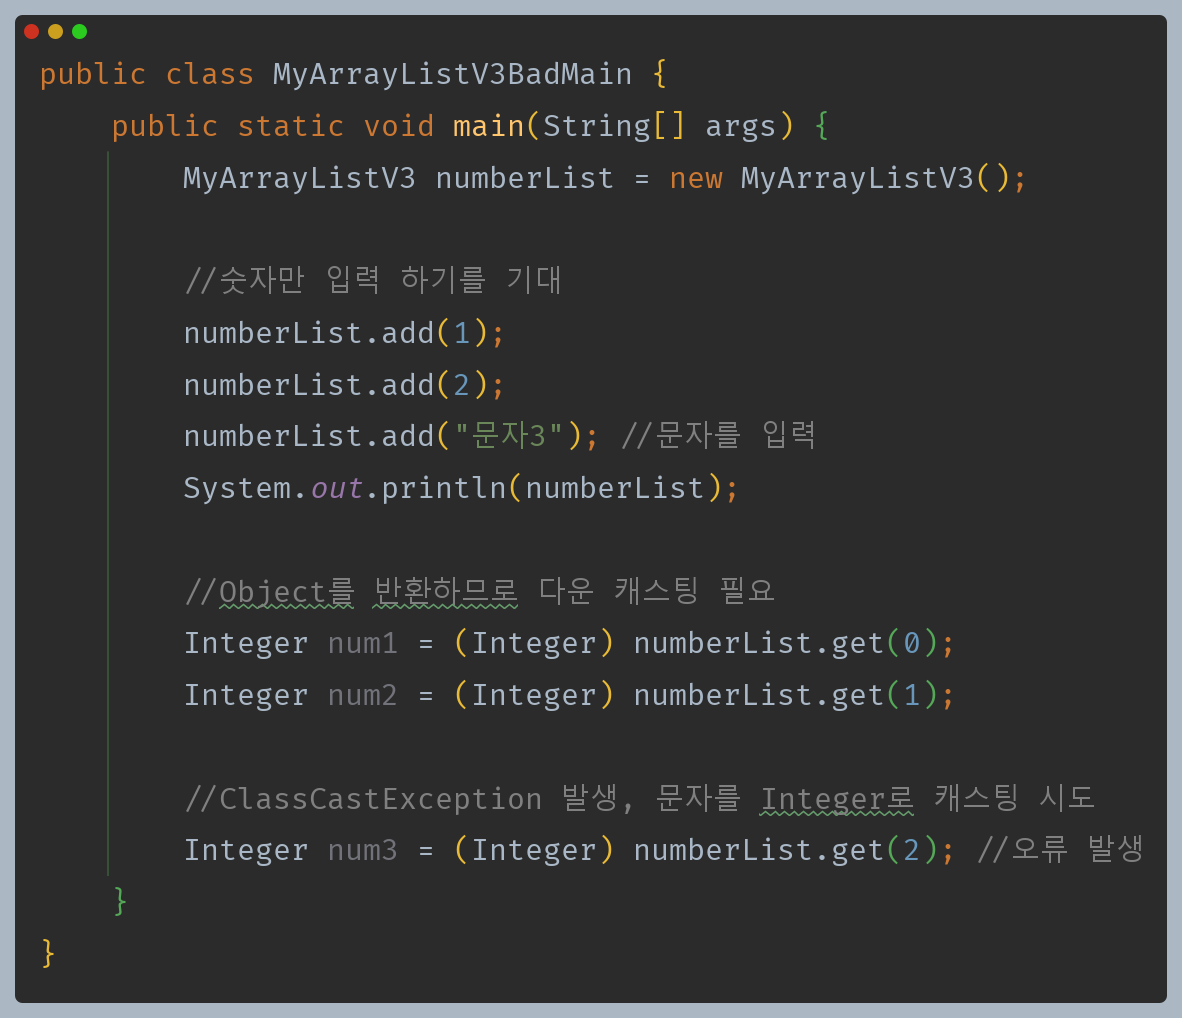 public class MyArrayListV3BadMain {
    public static void main(String[] args) {
        MyArrayListV3 numberList = new MyArrayListV3();
        //숫자만 입력 하기를 기대
        numberList.add(1);
        numberList.add(2);
        numberList.add("문자3"); //문자를 입력
        System.out.println(numberList);
        //Object를 반환하므로 다운 캐스팅 필요
        Integer num1 = (Integer) numberList.get(0);
        Integer num2 = (Integer) numberList.get(1);
        //ClassCastException 발생, 문자를 Integer로 캐스팅 시도
        Integer num3 = (Integer) numberList.get(2); //오류 발생
    }
}